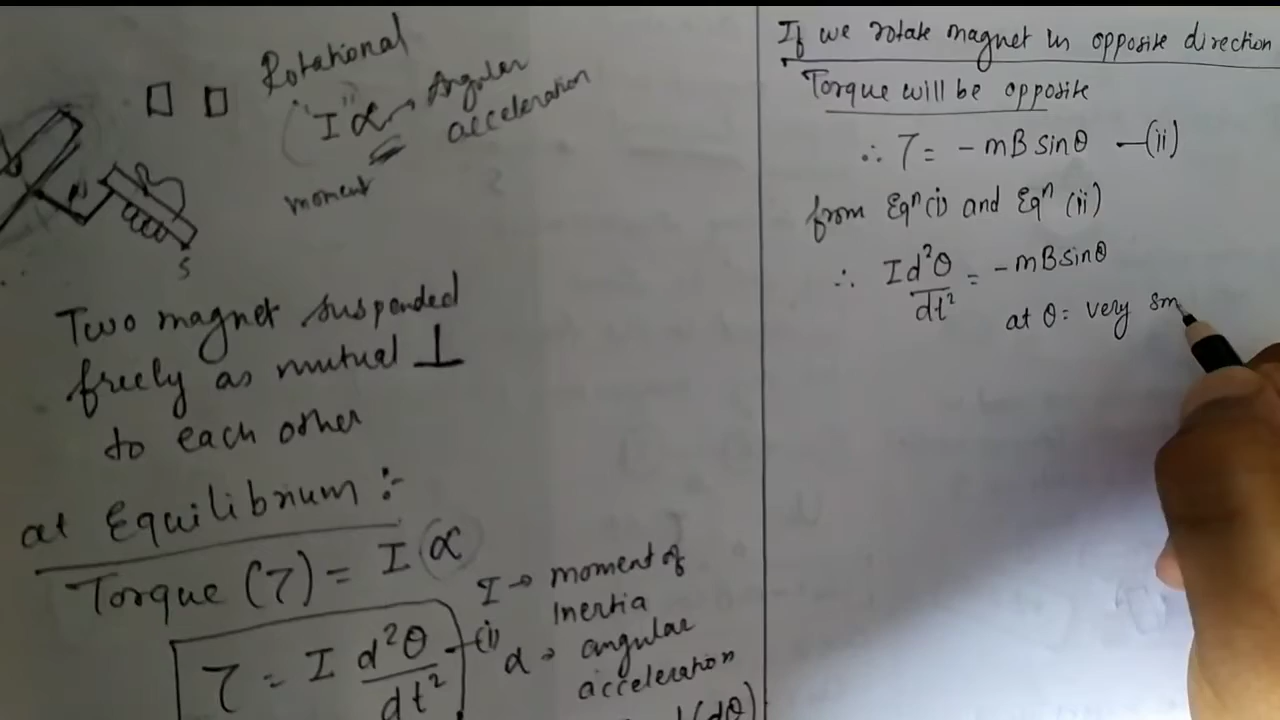 Rotational
"Iα" → Angular
acceleration
moment
N
S
Two magnet suspended
freely as mutual ⊥
to each other
at Equilibrium :-
Torque (τ) = I α
I → moment of
Inertia
τ = I d²θ/dt² —(i)
α → angular
acceleration
d(dθ)
If we rotate magnet in opposite direction
Torque will be opposite
∴ τ = - mB sinθ —(ii)
from Eqⁿ(i) and Eqⁿ (ii)
∴ I d²θ/dt² = - mB sinθ
at θ = very sm